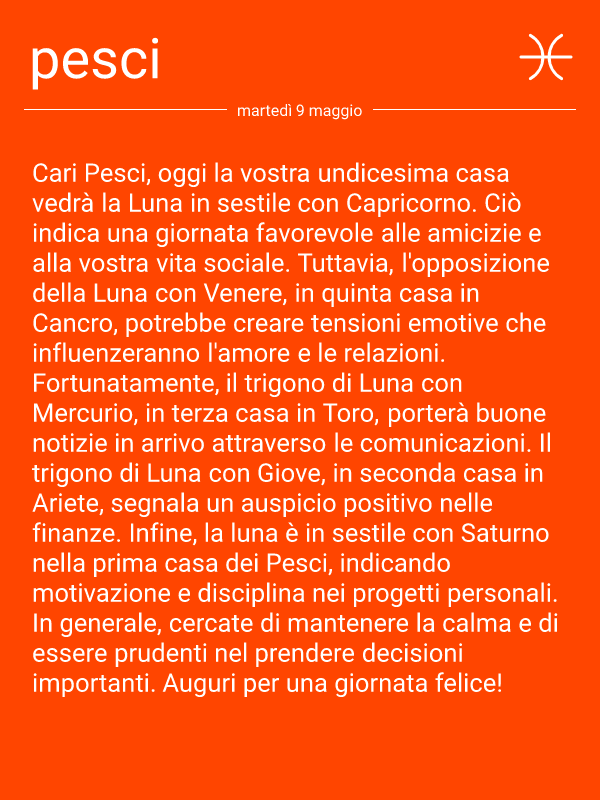 pesci
martedì 9 maggio
Cari Pesci, oggi la vostra undicesima casa
vedrà la Luna in sestile con Capricorno. Ciò
indica una giornata favorevole alle amicizie e
alla vostra vita sociale. Tuttavia, l'opposizione
della Luna con Venere, in quinta casa in
Cancro, potrebbe creare tensioni emotive che
influenzeranno l'amore e le relazioni.
Fortunatamente, il trigono di Luna con
Mercurio, in terza casa in Toro, porterà buone
notizie in arrivo attraverso le comunicazioni. Il
trigono di Luna con Giove, in seconda casa in
Ariete, segnala un auspicio positivo nelle
finanze. Infine, la luna è in sestile con Saturno
nella prima casa dei Pesci, indicando
motivazione e disciplina nei progetti personali.
In generale, cercate di mantenere la calma e di
essere prudenti nel prendere decisioni
importanti. Auguri per una giornata felice!